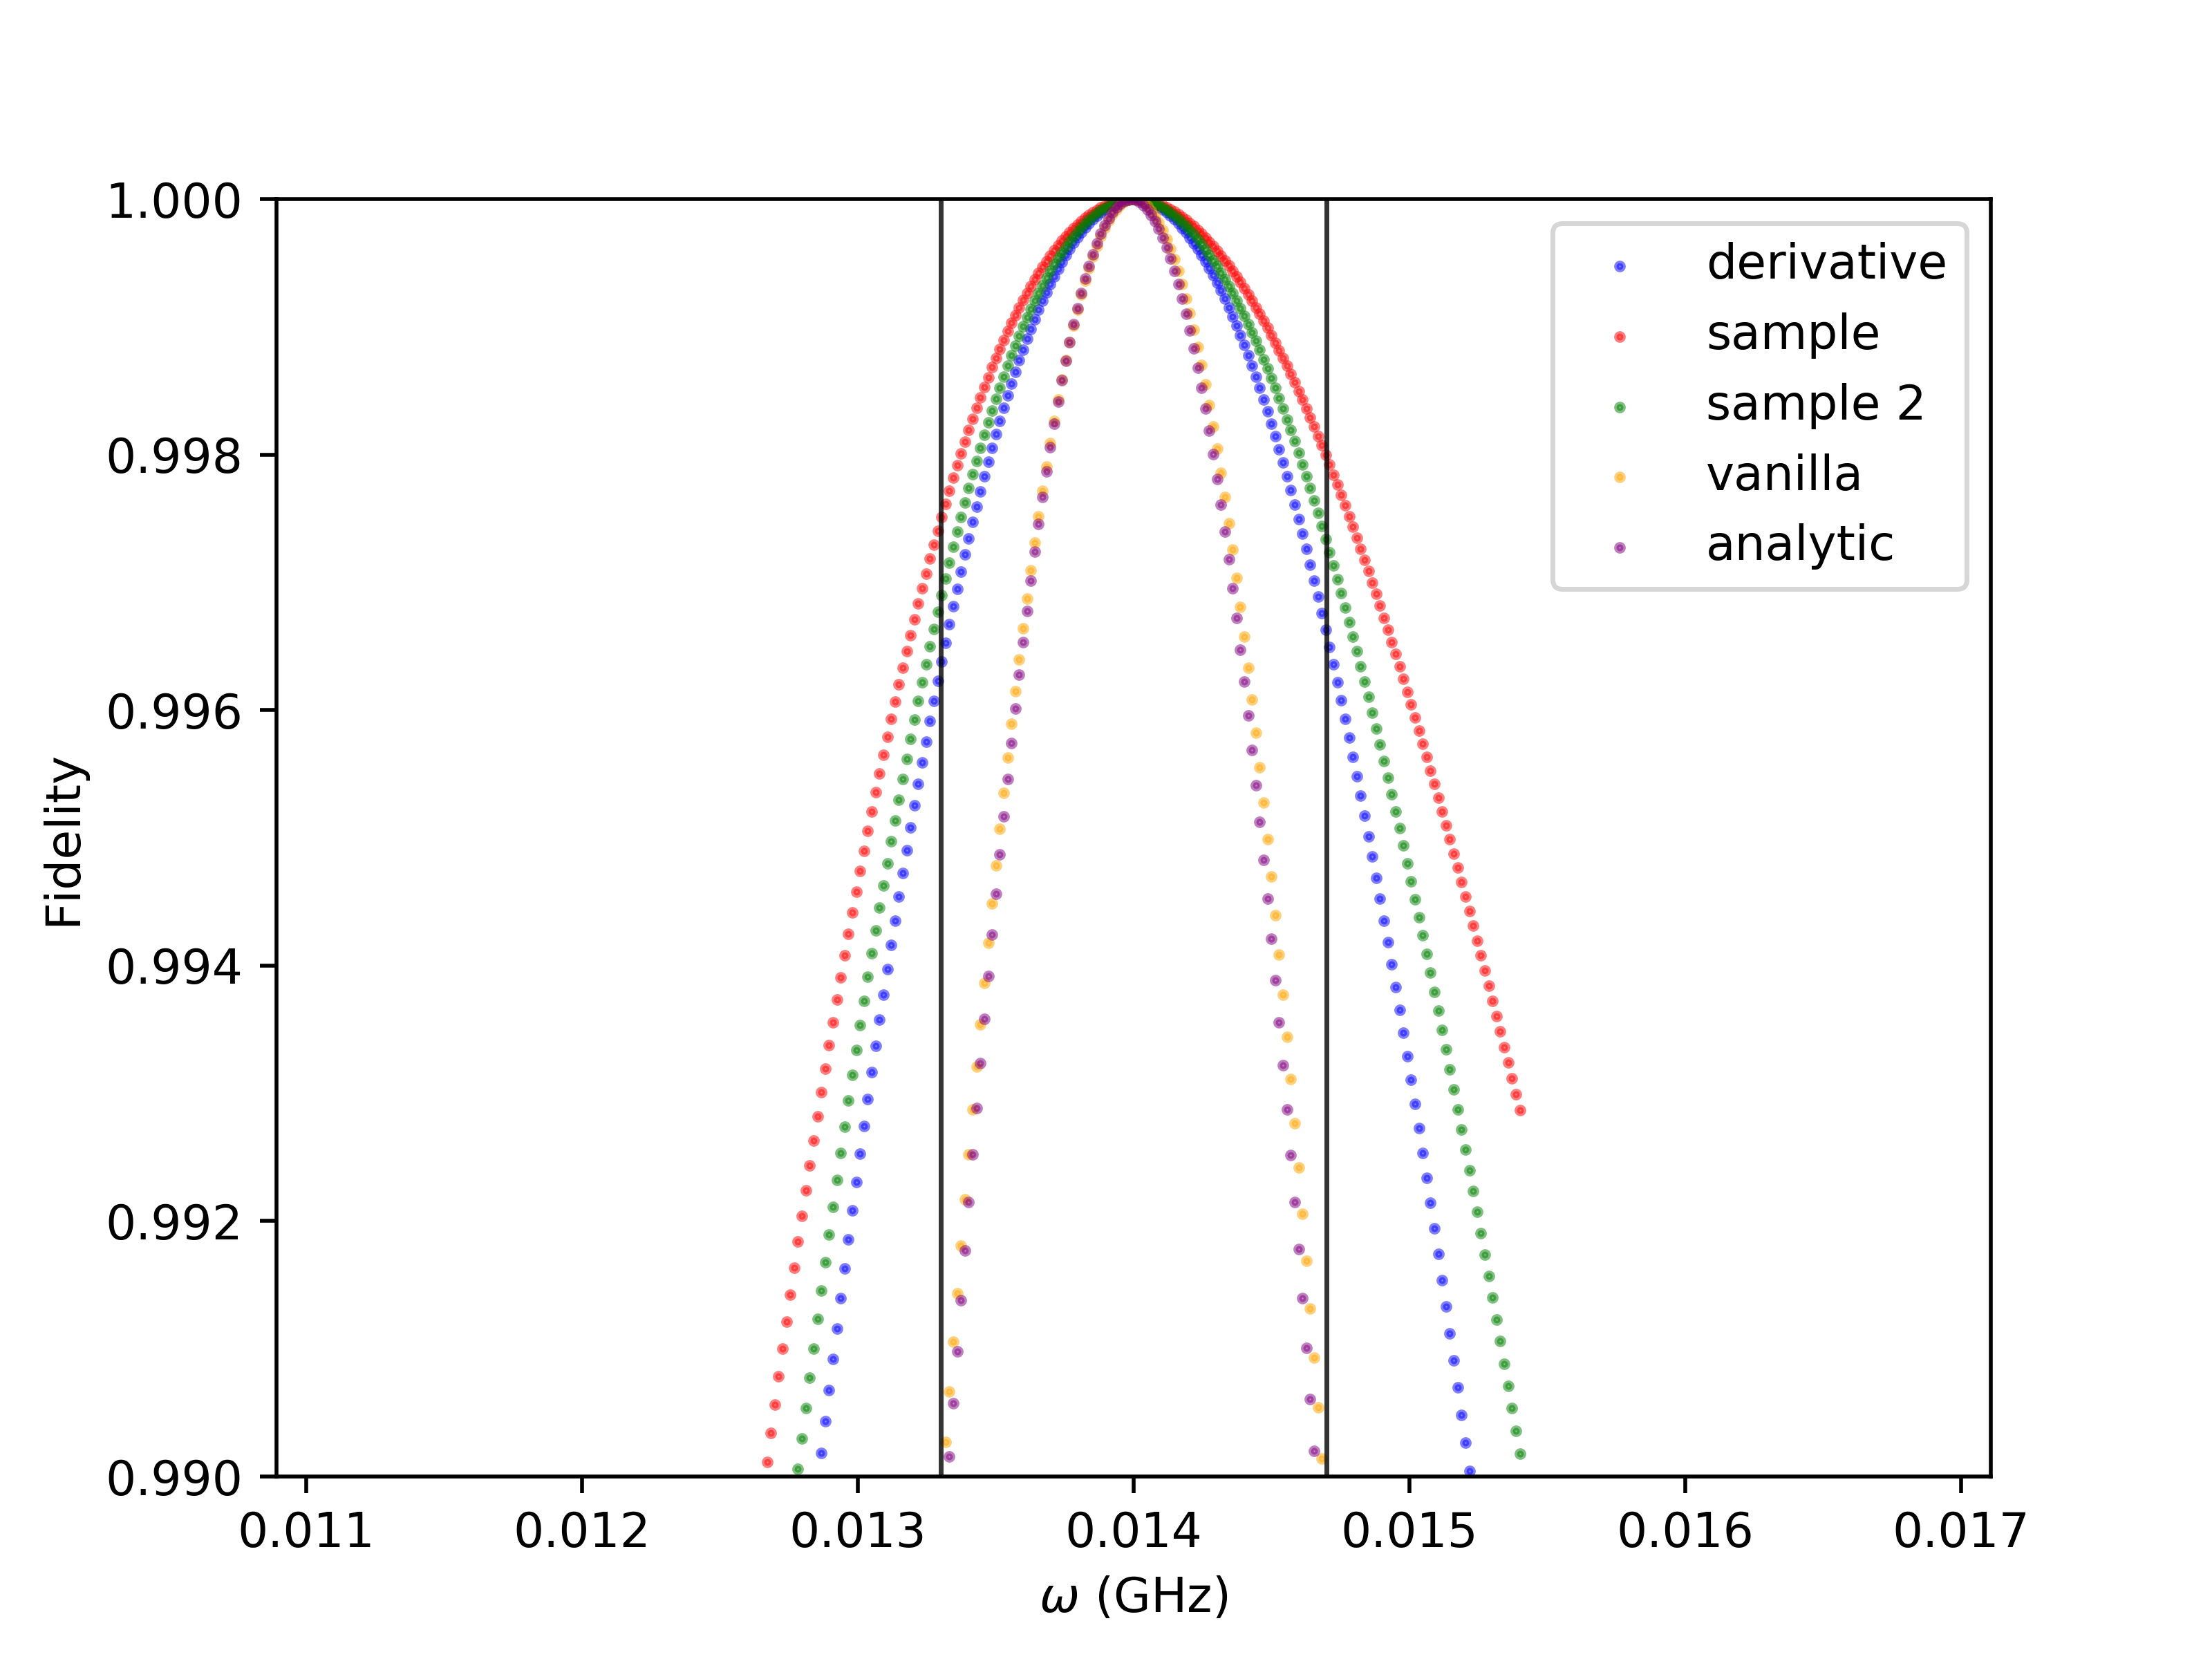 1.000
0.998
0.996
0.994
0.992
0.990
Fidelity
0.011 0.012 0.013 0.014 0.015 0.016 0.017
ω (GHz)
derivative
sample
sample 2
vanilla
analytic